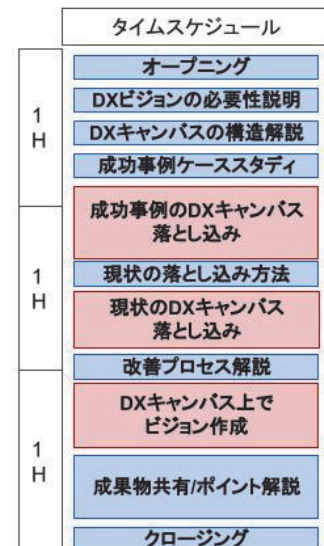 タイムスケジュール
1
H
オープニング
DXビジョンの必要性説明
DXキャンバスの構造解説
成功事例ケーススタディ
1
H
成功事例のDXキャンバス
落とし込み
現状の落とし込み方法
現状のDXキャンバス
落とし込み
改善プロセス解説
1
H
DXキャンバス上で
ビジョン作成
成果物共有/ポイント解説
クロージング